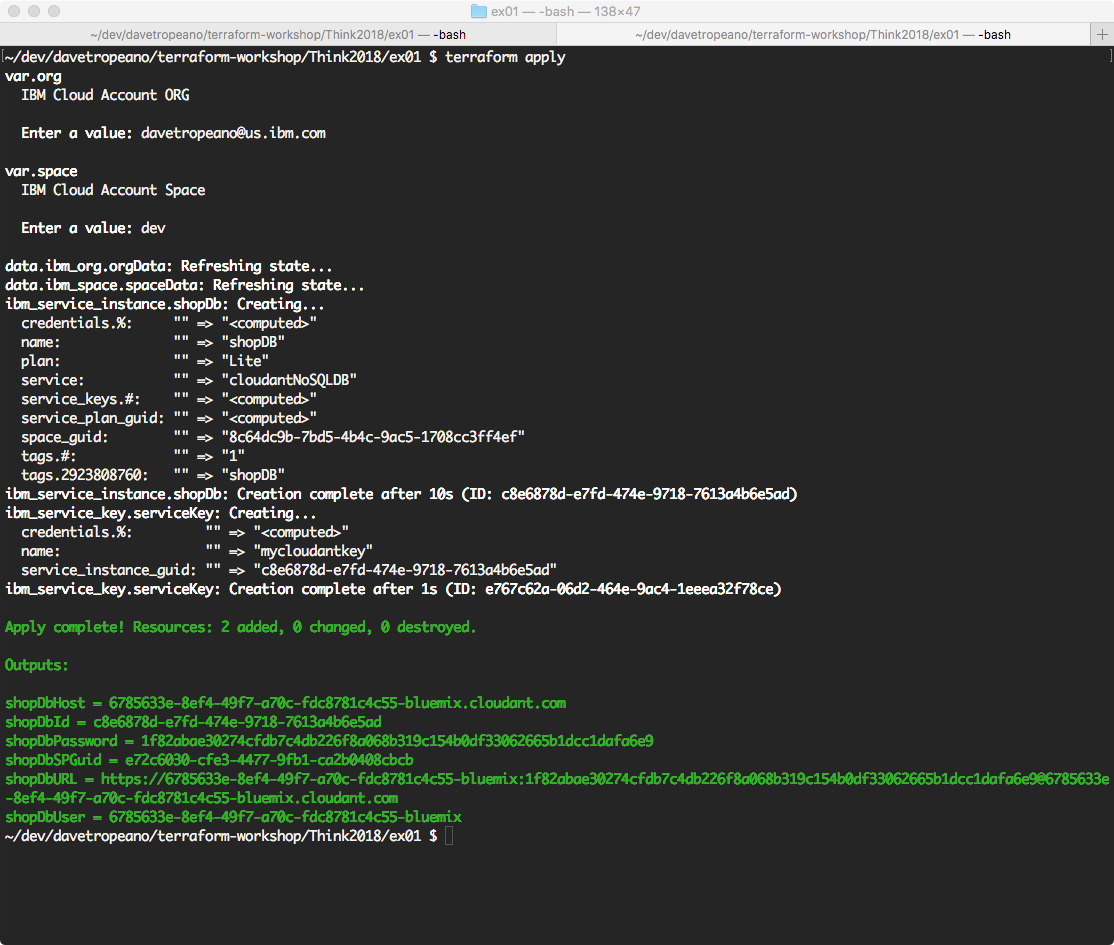 ex01 — -bash — 138×47
~/dev/davetropeano/terraform-workshop/Think2018/ex01 — -bash
~/dev/davetropeano/terraform-workshop/Think2018/ex01 — -bash
[~/dev/davetropeano/terraform-workshop/Think2018/ex01 $ terraform apply ]
var.org
  IBM Cloud Account ORG

  Enter a value: davetropeano@us.ibm.com

var.space
  IBM Cloud Account Space

  Enter a value: dev

data.ibm_org.orgData: Refreshing state...
data.ibm_space.spaceData: Refreshing state...
ibm_service_instance.shopDb: Creating...
  credentials.%:     "" => "<computed>"
  name:              "" => "shopDB"
  plan:              "" => "Lite"
  service:           "" => "cloudantNoSQLDB"
  service_keys.#:    "" => "<computed>"
  service_plan_guid: "" => "<computed>"
  space_guid:        "" => "8c64dc9b-7bd5-4b4c-9ac5-1708cc3ff4ef"
  tags.#:            "" => "1"
  tags.2923808760:   "" => "shopDB"
ibm_service_instance.shopDb: Creation complete after 10s (ID: c8e6878d-e7fd-474e-9718-7613a4b6e5ad)
ibm_service_key.serviceKey: Creating...
  credentials.%:         "" => "<computed>"
  name:                  "" => "mycloudantkey"
  service_instance_guid: "" => "c8e6878d-e7fd-474e-9718-7613a4b6e5ad"
ibm_service_key.serviceKey: Creation complete after 1s (ID: e767c62a-06d2-464e-9ac4-1eeea32f78ce)

Apply complete! Resources: 2 added, 0 changed, 0 destroyed.

Outputs:

shopDbHost = 6785633e-8ef4-49f7-a70c-fdc8781c4c55-bluemix.cloudant.com
shopDbId = c8e6878d-e7fd-474e-9718-7613a4b6e5ad
shopDbPassword = 1f82abae30274cfdb7c4db226f8a068b319c154b0df33062665b1dcc1dafa6e9
shopDbSPGuid = e72c6030-cfe3-4477-9fb1-ca2b0408cbcb
shopDbURL = https://6785633e-8ef4-49f7-a70c-fdc8781c4c55-bluemix:1f82abae30274cfdb7c4db226f8a068b319c154b0df33062665b1dcc1dafa6e9@6785633e
-8ef4-49f7-a70c-fdc8781c4c55-bluemix.cloudant.com
shopDbUser = 6785633e-8ef4-49f7-a70c-fdc8781c4c55-bluemix
~/dev/davetropeano/terraform-workshop/Think2018/ex01 $